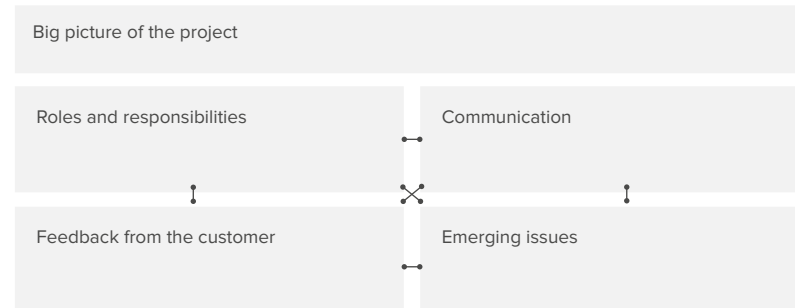 Big picture of the project
Roles and responsibilities
Communication
Feedback from the customer
Emerging issues